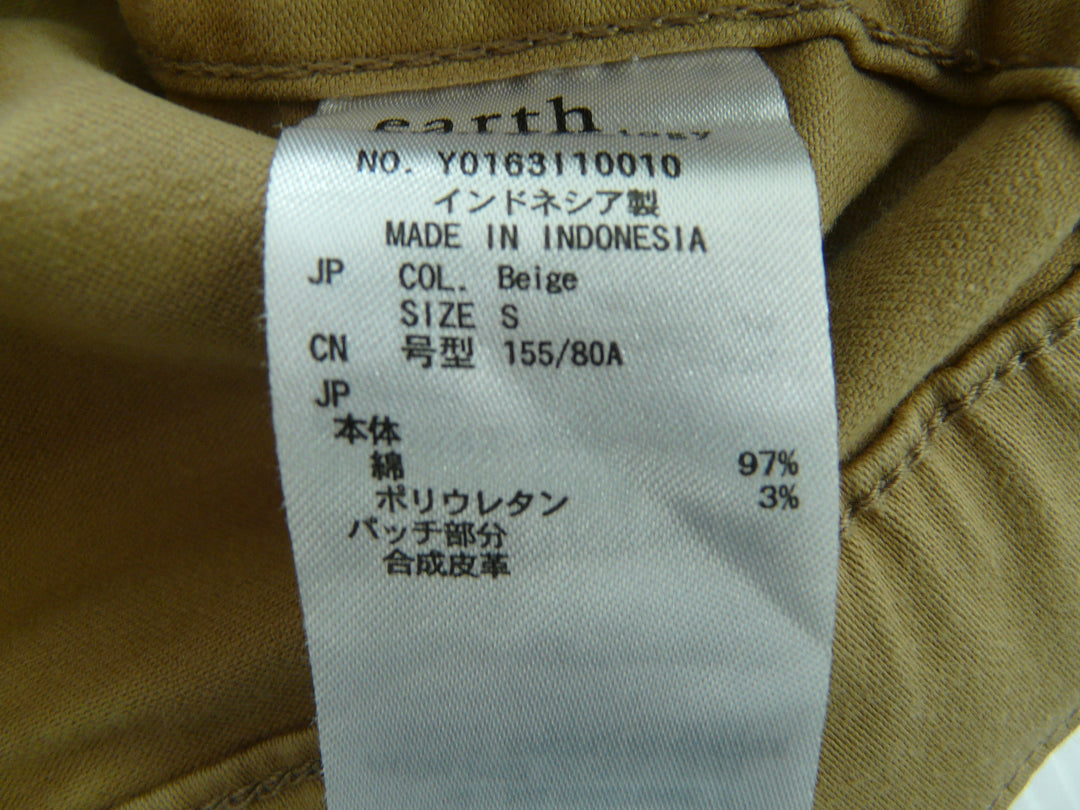 earth
NO. Y0163I10010
インドネシア製
MADE IN INDONESIA
JP COL. Beige
SIZE S
CN 号型 155/80A
JP
本体
綿 97%
ポリウレタン 3%
パッチ部分
合成皮革